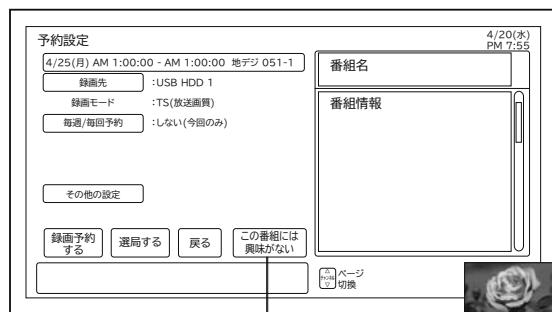 予約設定
4/20(水)
PM 7:55
4/25(月) AM 1:00:00 - AM 1:00:00 地デジ 051-1
録画先 :USB HDD 1
録画モード :TS(放送画質)
毎週/毎回予約 :しない(今回のみ)
その他の設定
録画予約
する
選局する
戻る
この番組には
興味がない
番組名
番組情報
チャンネル
ページ
切換